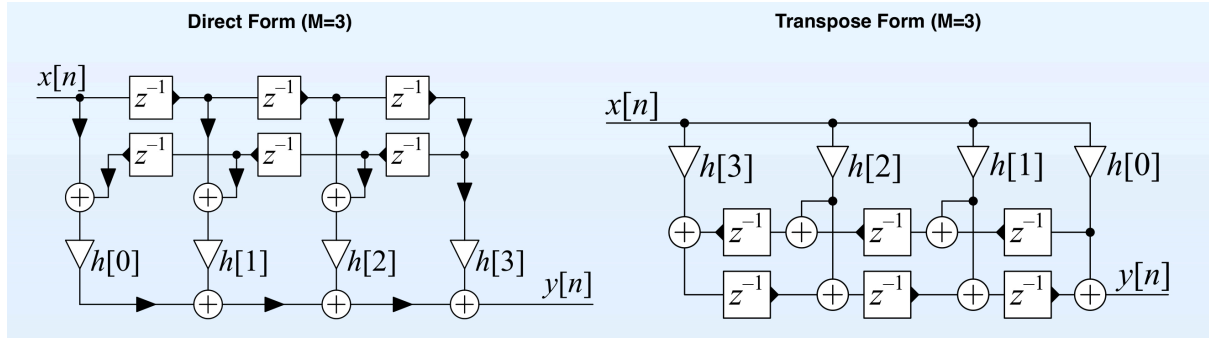 Direct Form (M=3)
Transpose Form (M=3)
x[n]
z⁻¹ z⁻¹ z⁻¹
z⁻¹ z⁻¹ z⁻¹
+ + +
h[0] h[1] h[2] h[3]
+ + + y[n]
x[n]
h[3] h[2] h[1] h[0]
+ z⁻¹ + z⁻¹ + z⁻¹
z⁻¹ + z⁻¹ + z⁻¹ + y[n]